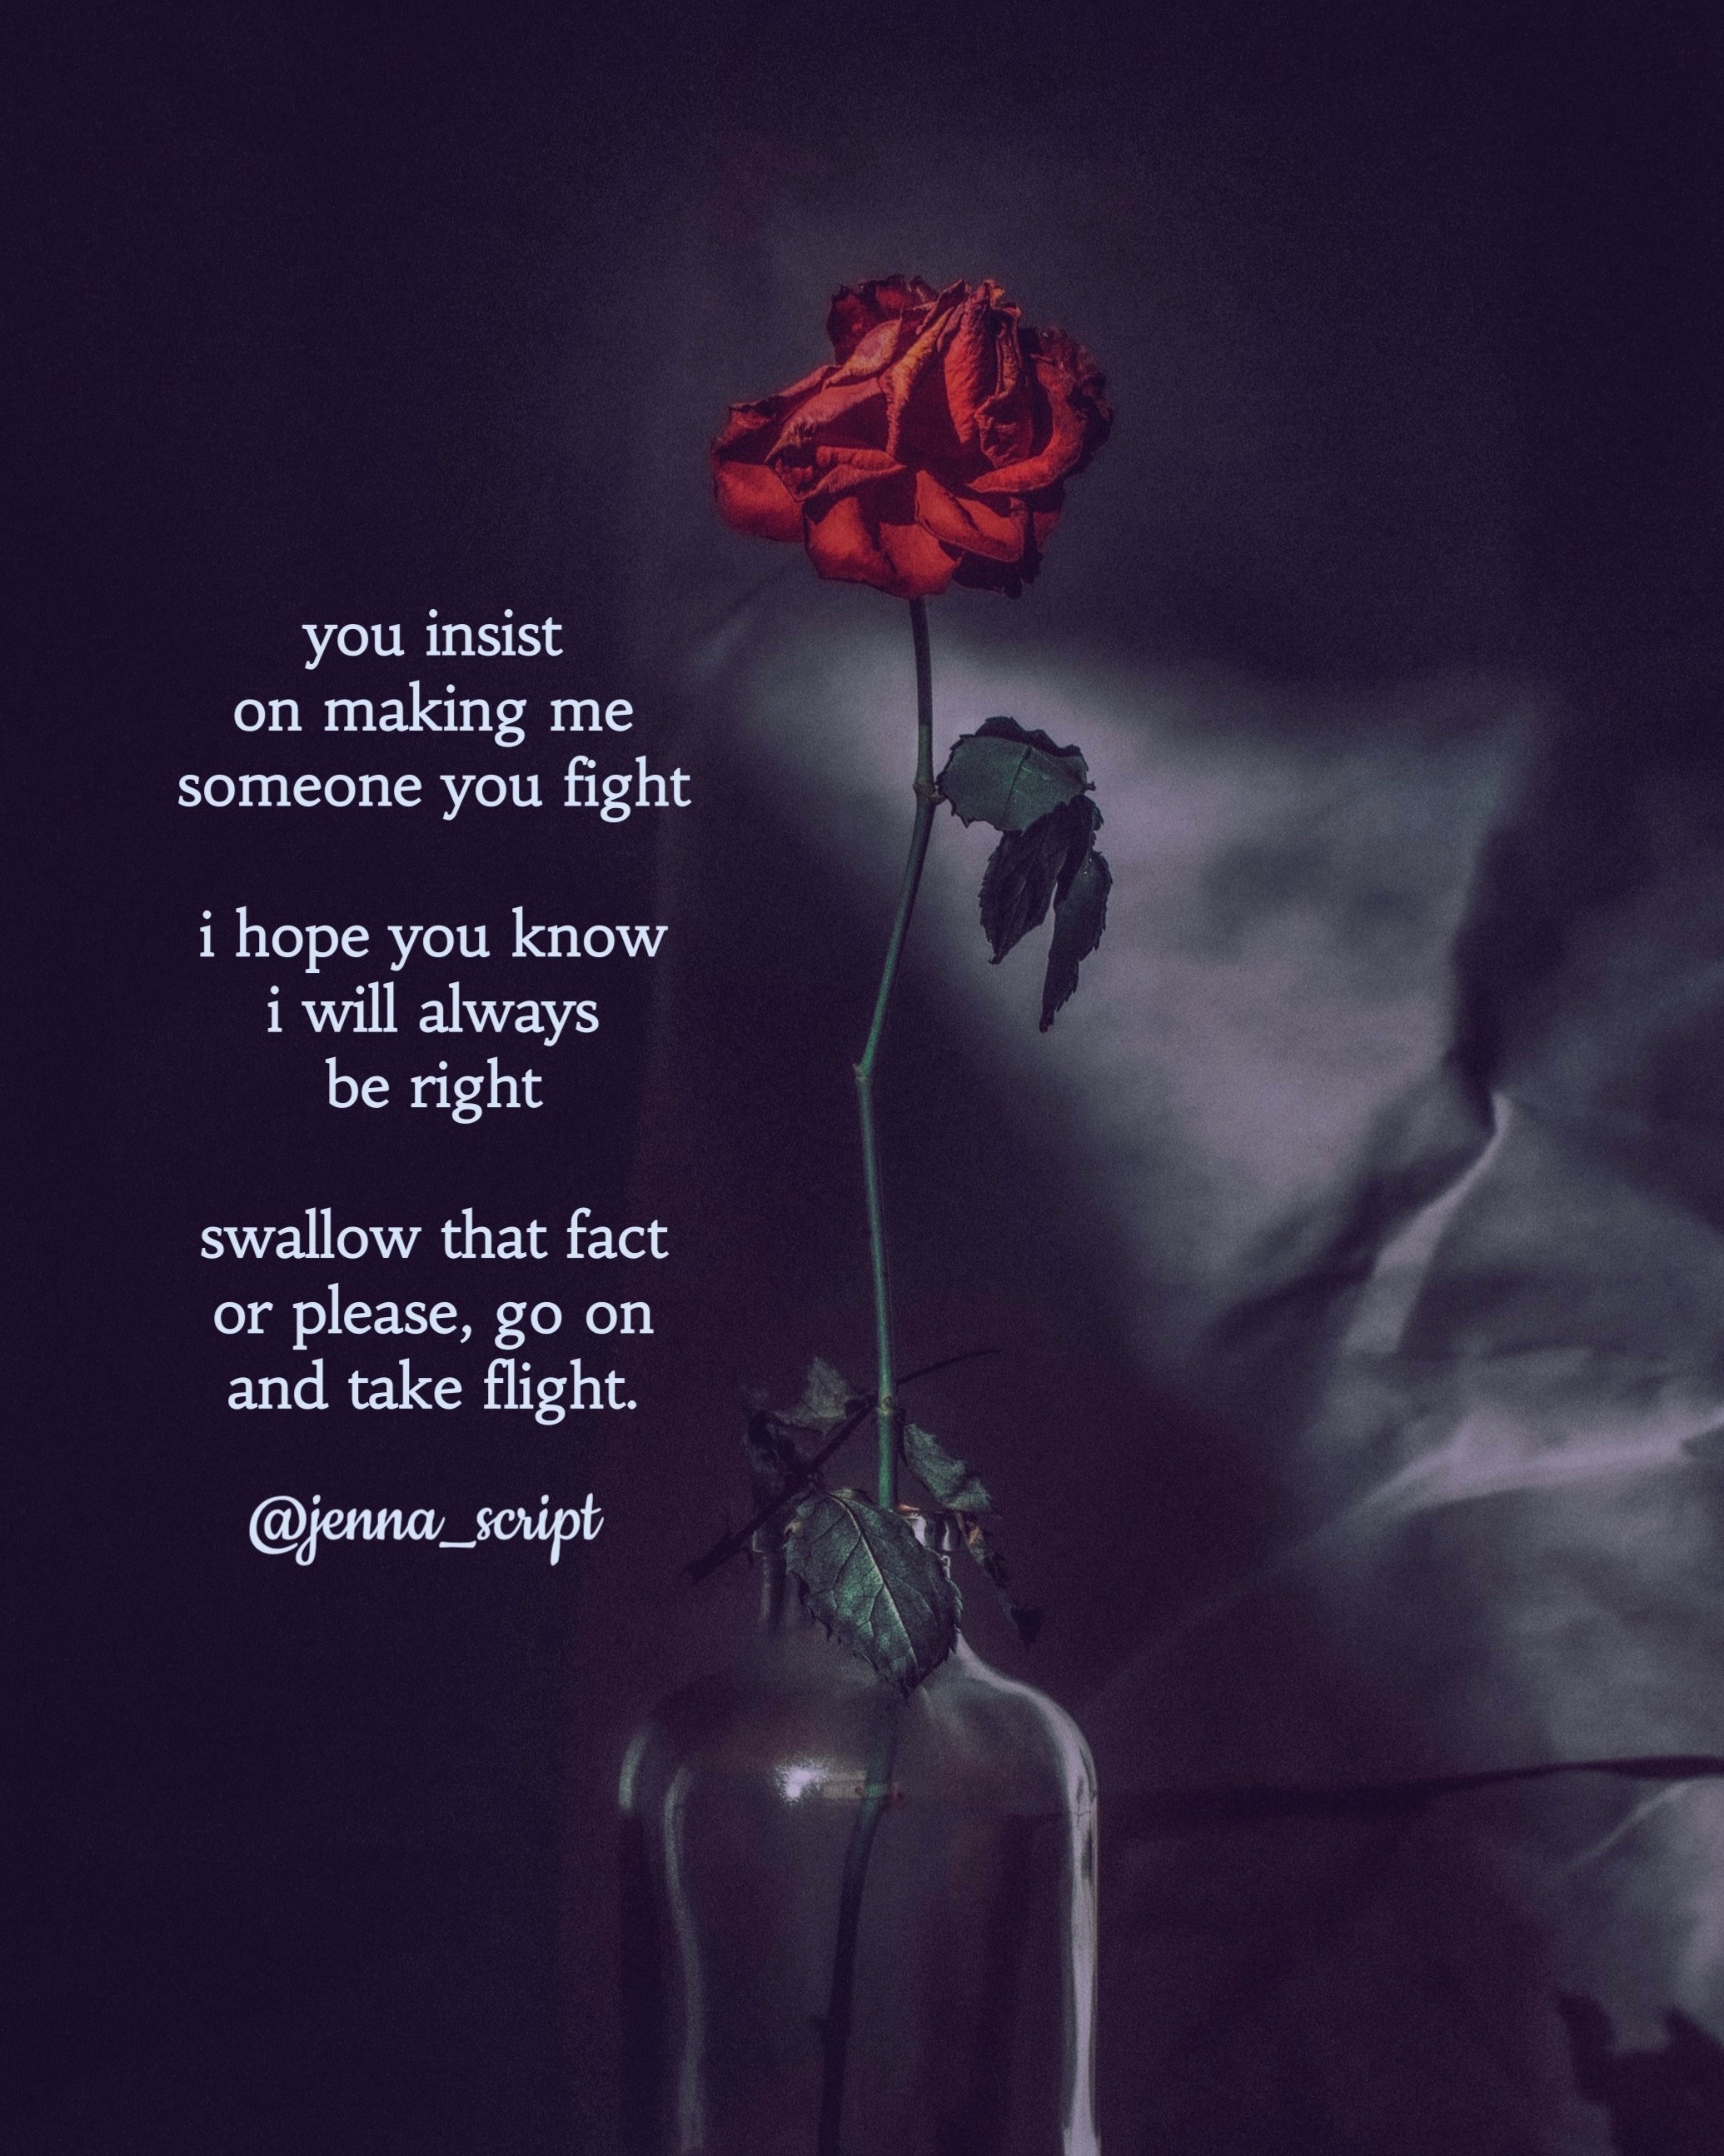 you insist
on making me
someone you fight
i hope you know
i will always
be right
swallow that fact
or please, go on
and take flight.
@jenna_script